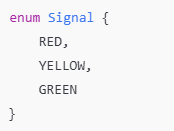 enum Signal {
    RED,
    YELLOW,
    GREEN
}